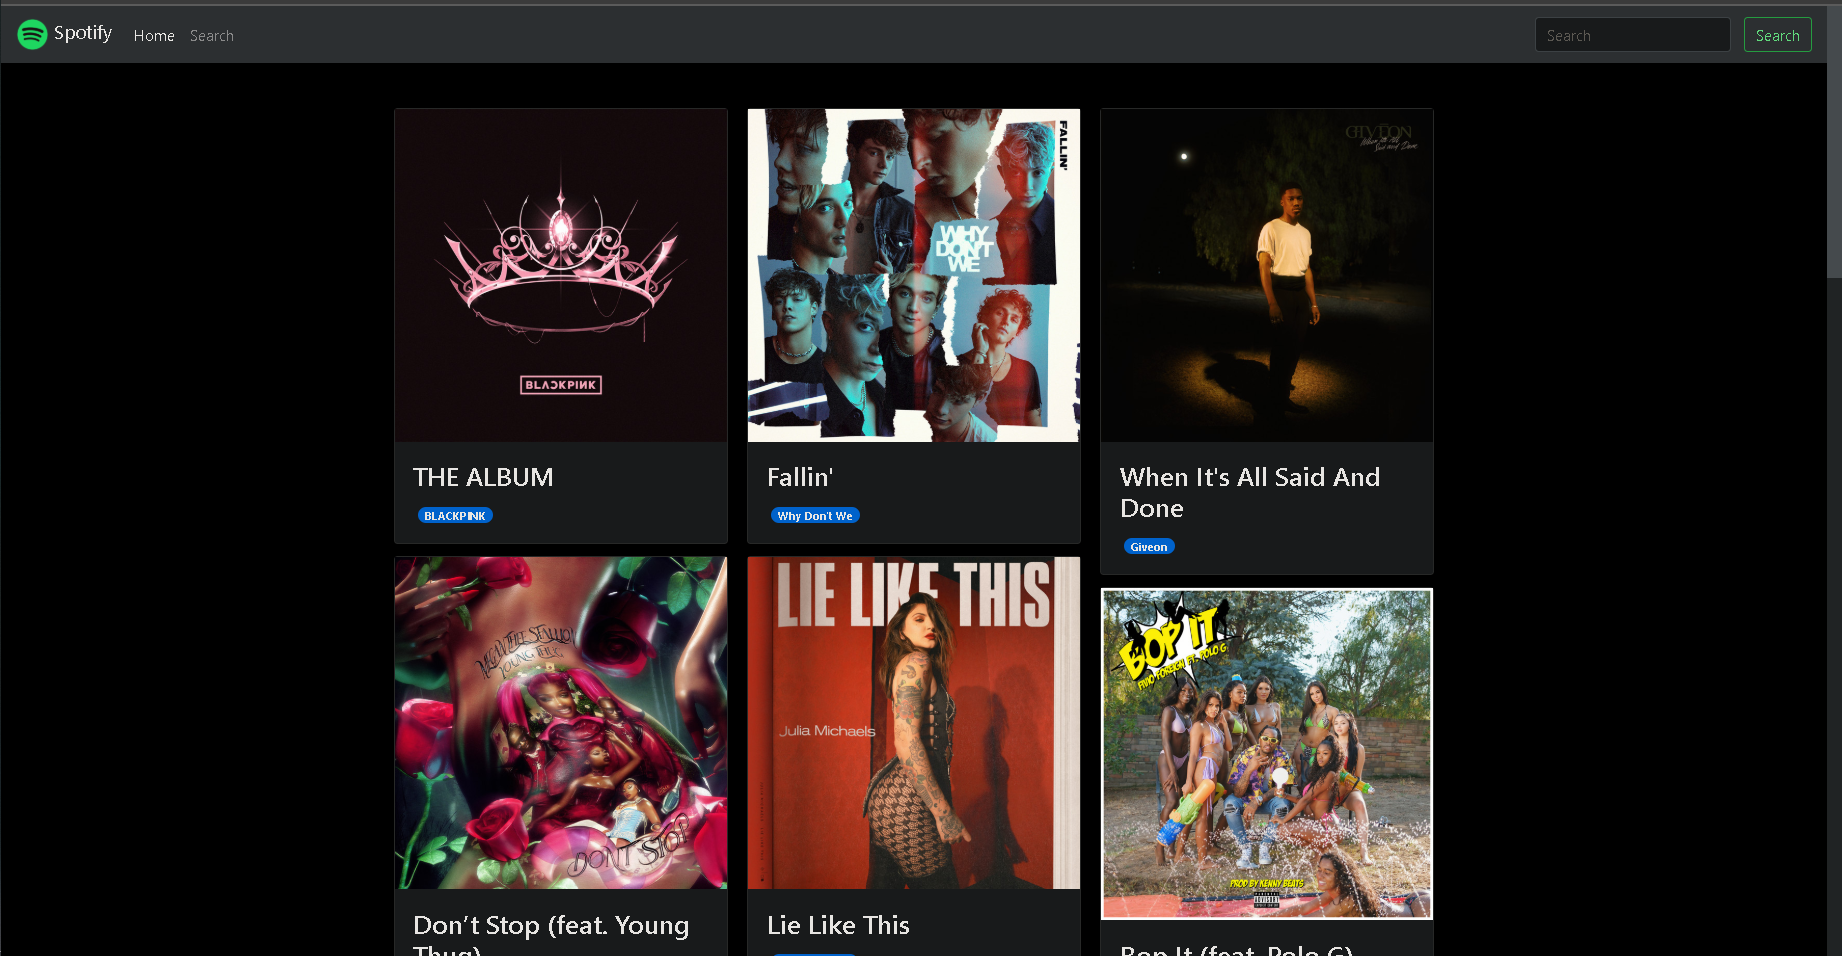 Spotify
Home
Search
Search
Search
BLACKPINK
THE ALBUM
BLACKPINK
FALLIN'
WHY
DON'T
WE
Fallin'
Why Don't We
GIVĒON
When It's All
Said and Done
When It's All Said And
Done
Giveon
MEGAN THEE STALLION
YOUNG THUG
DON'T STOP
Don’t Stop (feat. Young
Thug)
LIE LIKE THIS
Julia Michaels
Lie Like This
BOP IT
FIVIO FOREIGN FT. POLO G
PROD BY KENNY BEATS
ADVISORY
Bop It (feat. Polo G)